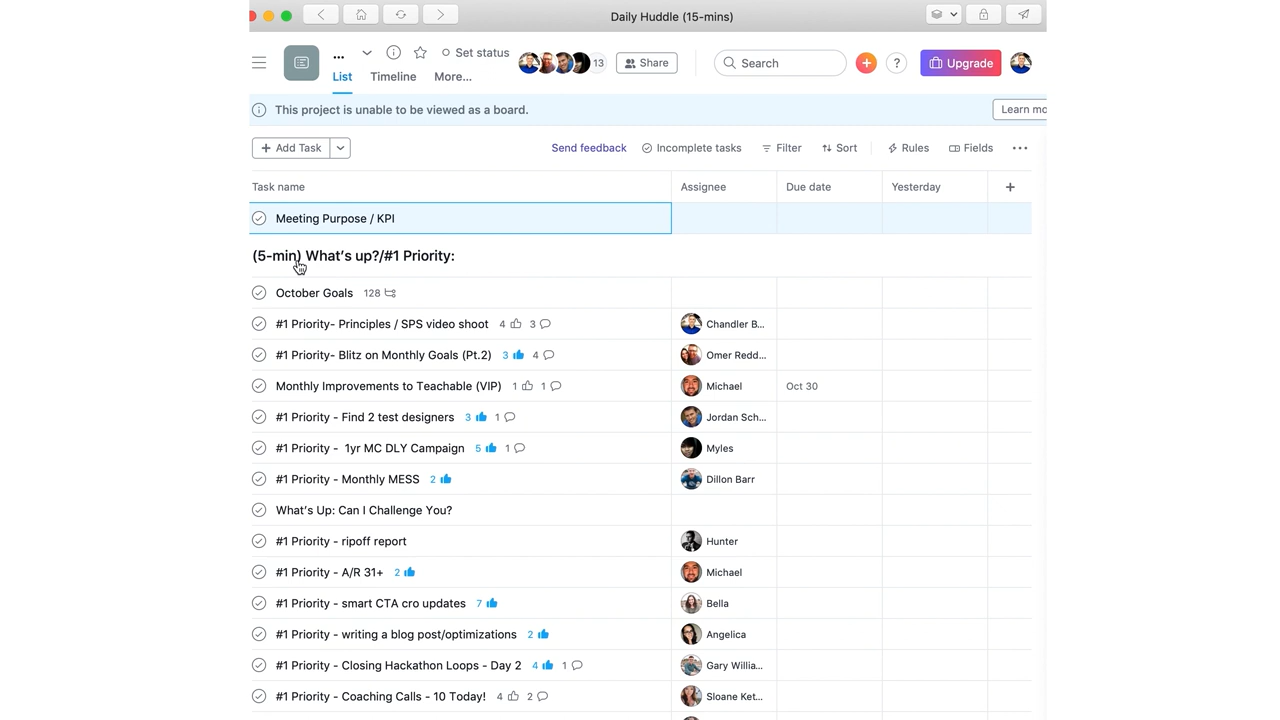 Daily Huddle (15-mins)
... Set status 13 Share Search + ? Upgrade
List Timeline More...
This project is unable to be viewed as a board. Learn mo
+ Add Task Send feedback Incomplete tasks Filter Sort Rules Fields ...
Task name Assignee Due date Yesterday +
Meeting Purpose / KPI
(5-min) What's up?/#1 Priority:
October Goals 128
#1 Priority- Principles / SPS video shoot 4 3 Chandler B...
#1 Priority- Blitz on Monthly Goals (Pt.2) 3 4 Omer Redd...
Monthly Improvements to Teachable (VIP) 1 1 Michael Oct 30
#1 Priority - Find 2 test designers 3 1 Jordan Sch...
#1 Priority -  1yr MC DLY Campaign 5 1 Myles
#1 Priority - Monthly MESS 2 Dillon Barr
What's Up: Can I Challenge You?
#1 Priority - ripoff report Hunter
#1 Priority - A/R 31+ 2 Michael
#1 Priority - smart CTA cro updates 7 Bella
#1 Priority - writing a blog post/optimizations 2 Angelica
#1 Priority - Closing Hackathon Loops - Day 2 4 1 Gary Willia...
#1 Priority - Coaching Calls - 10 Today! 4 2 Sloane Ket...